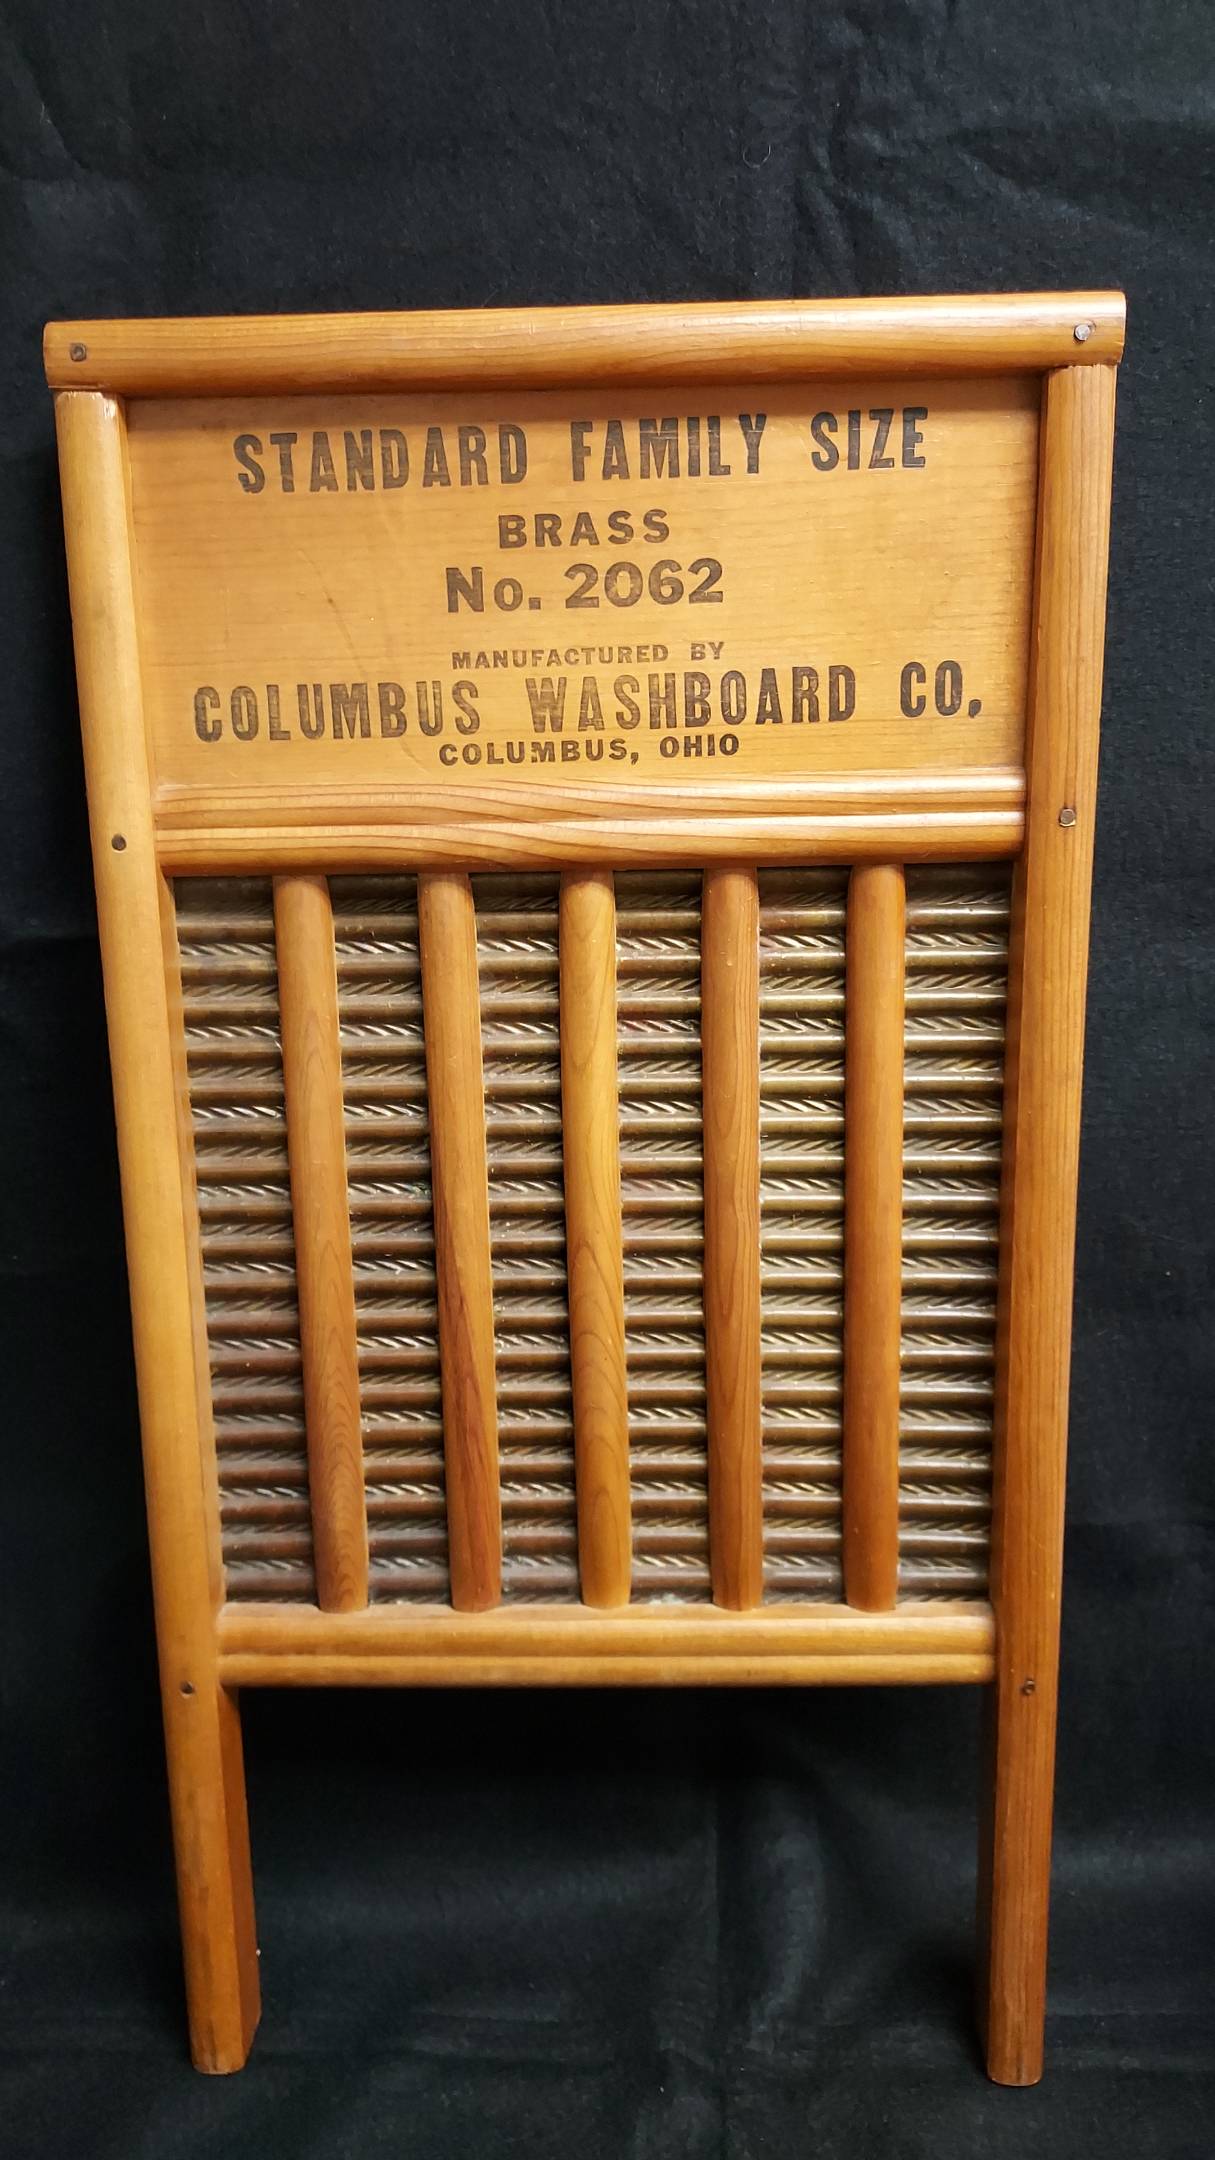 STANDARD FAMILY SIZE
BRASS
No. 2062
MANUFACTURED BY
COLUMBUS WASHBOARD CO.
COLUMBUS, OHIO